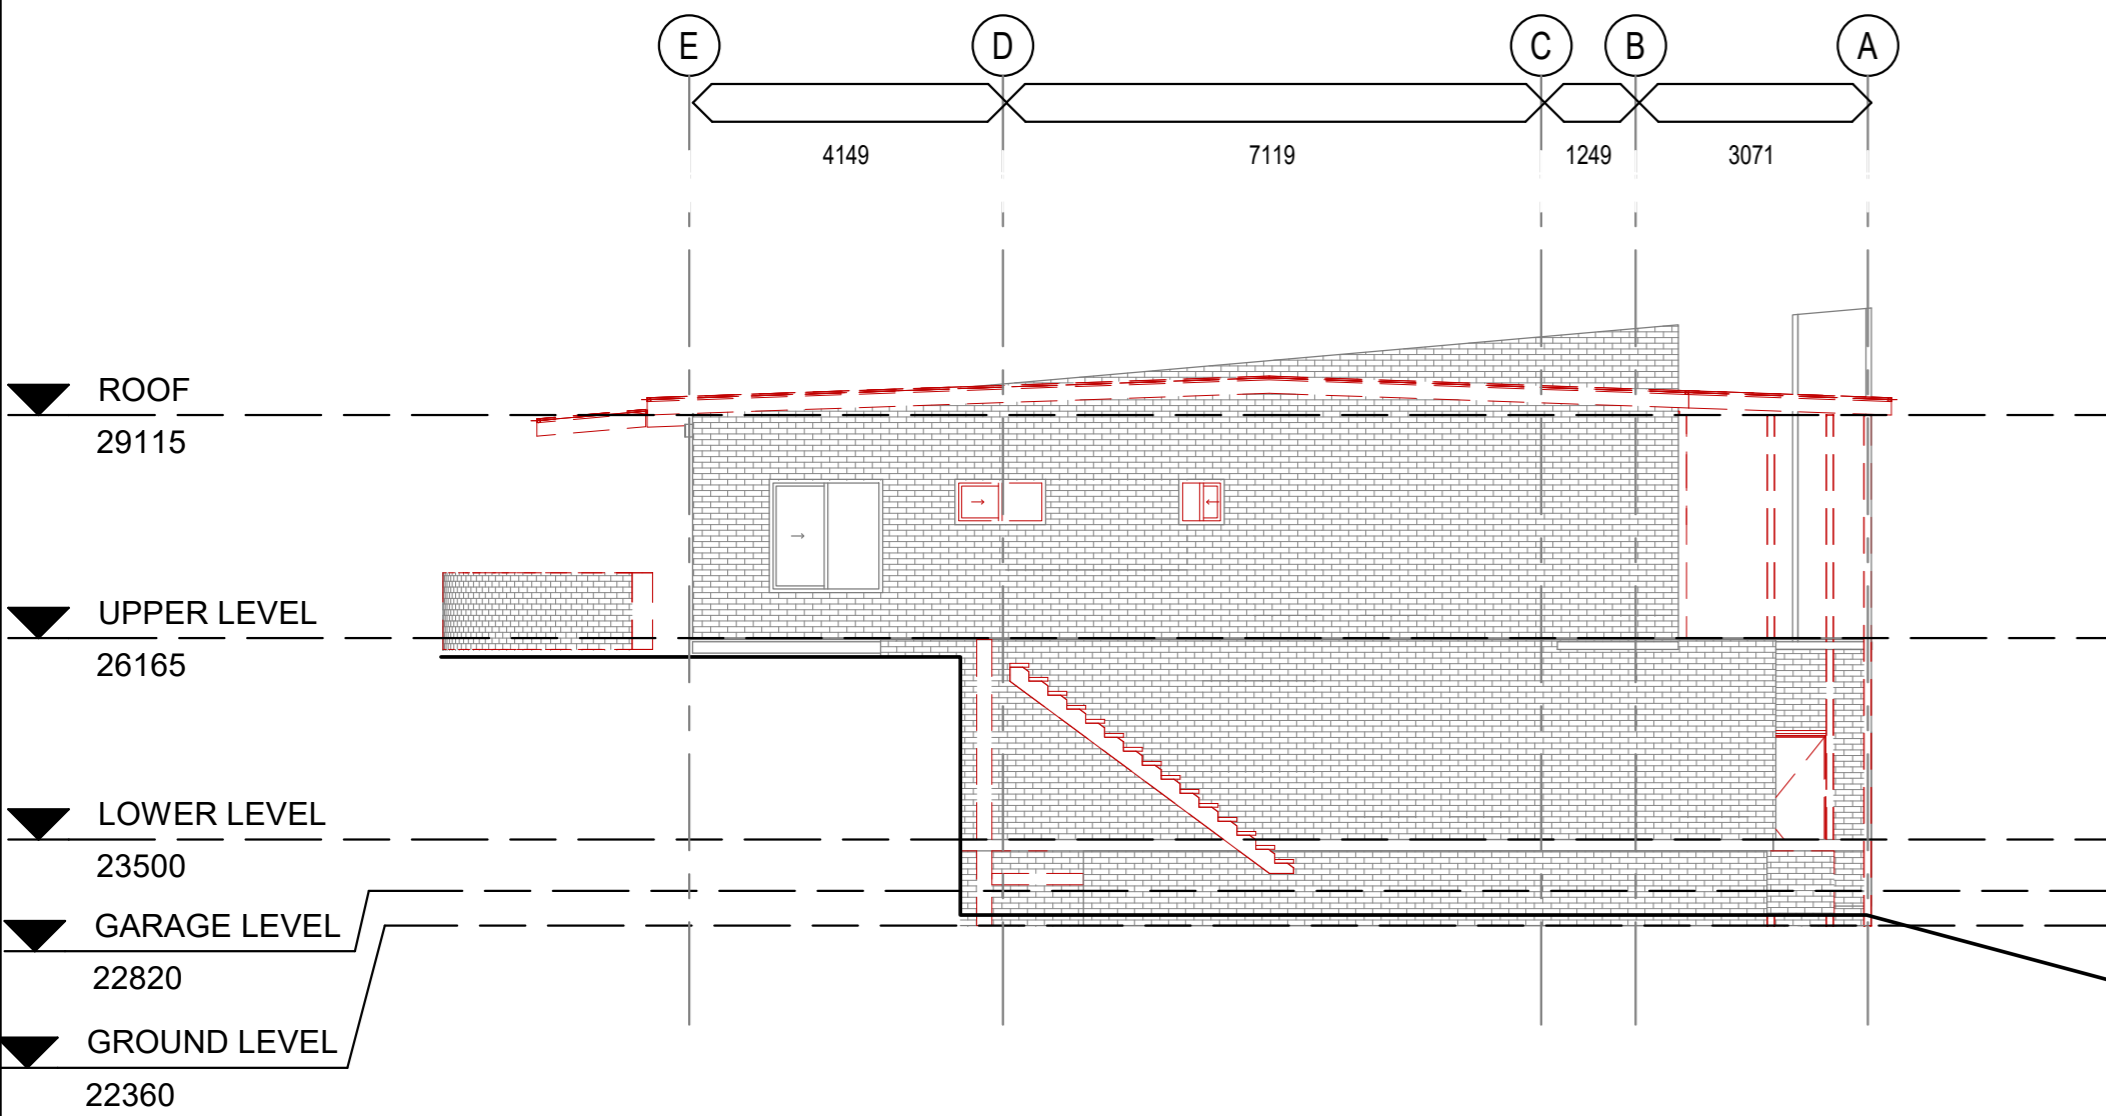 E D C B A
4149 7119 1249 3071
ROOF
29115
UPPER LEVEL
26165
LOWER LEVEL
23500
GARAGE LEVEL
22820
GROUND LEVEL
22360